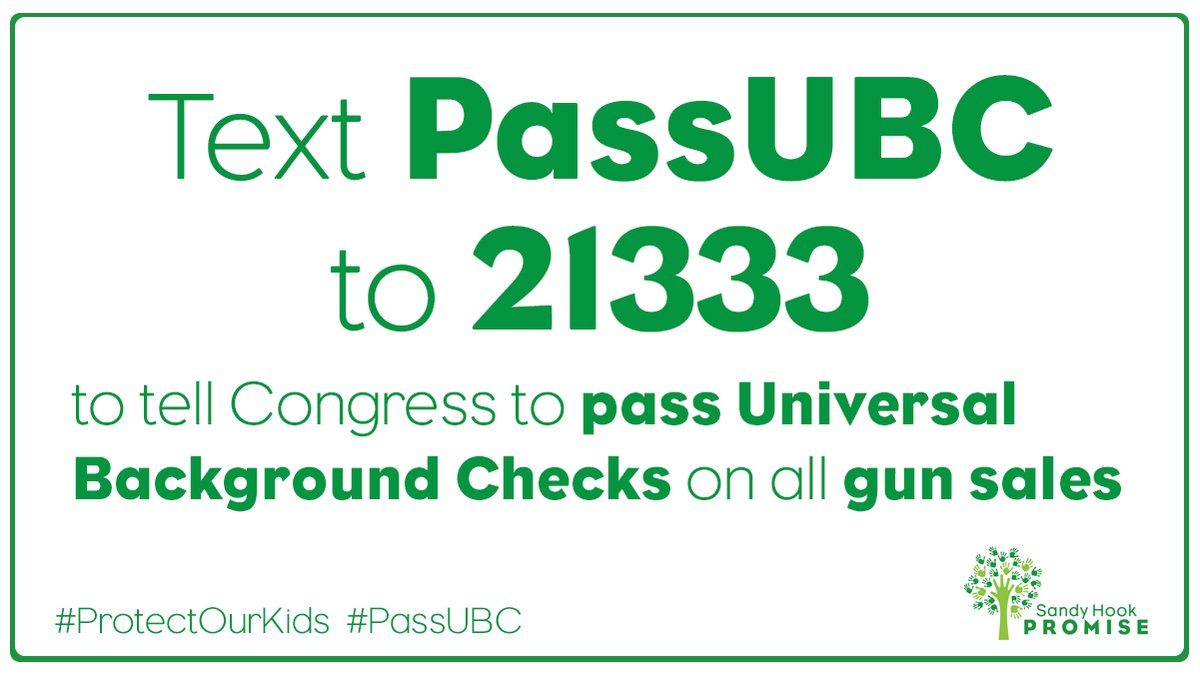 Text PassUBC
to 21333
to tell Congress to pass Universal
Background Checks on all gun sales
#ProtectOurKids #PassUBC
Sandy Hook
PROMISE